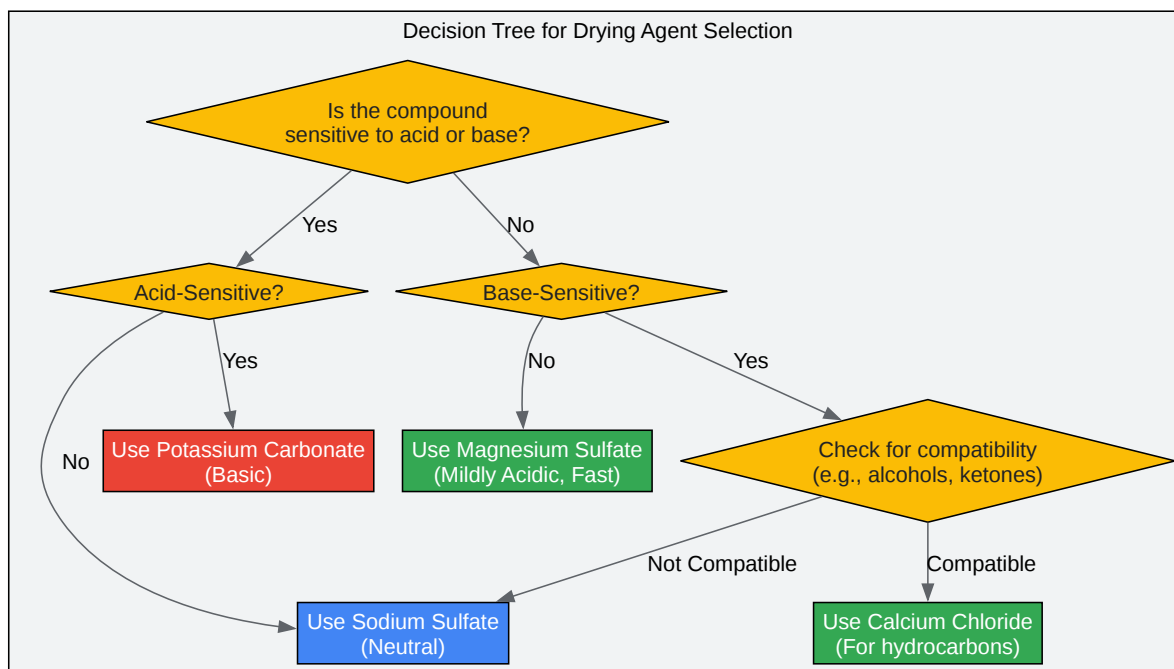 Decision Tree for Drying Agent Selection
Is the compound
sensitive to acid or base?
Yes
No
Acid-Sensitive?
Base-Sensitive?
Yes
No
Yes
No
Use Potassium Carbonate
(Basic)
Use Magnesium Sulfate
(Mildly Acidic, Fast)
Check for compatibility
(e.g., alcohols, ketones)
Not Compatible
Compatible
Use Sodium Sulfate
(Neutral)
Use Calcium Chloride
(For hydrocarbons)